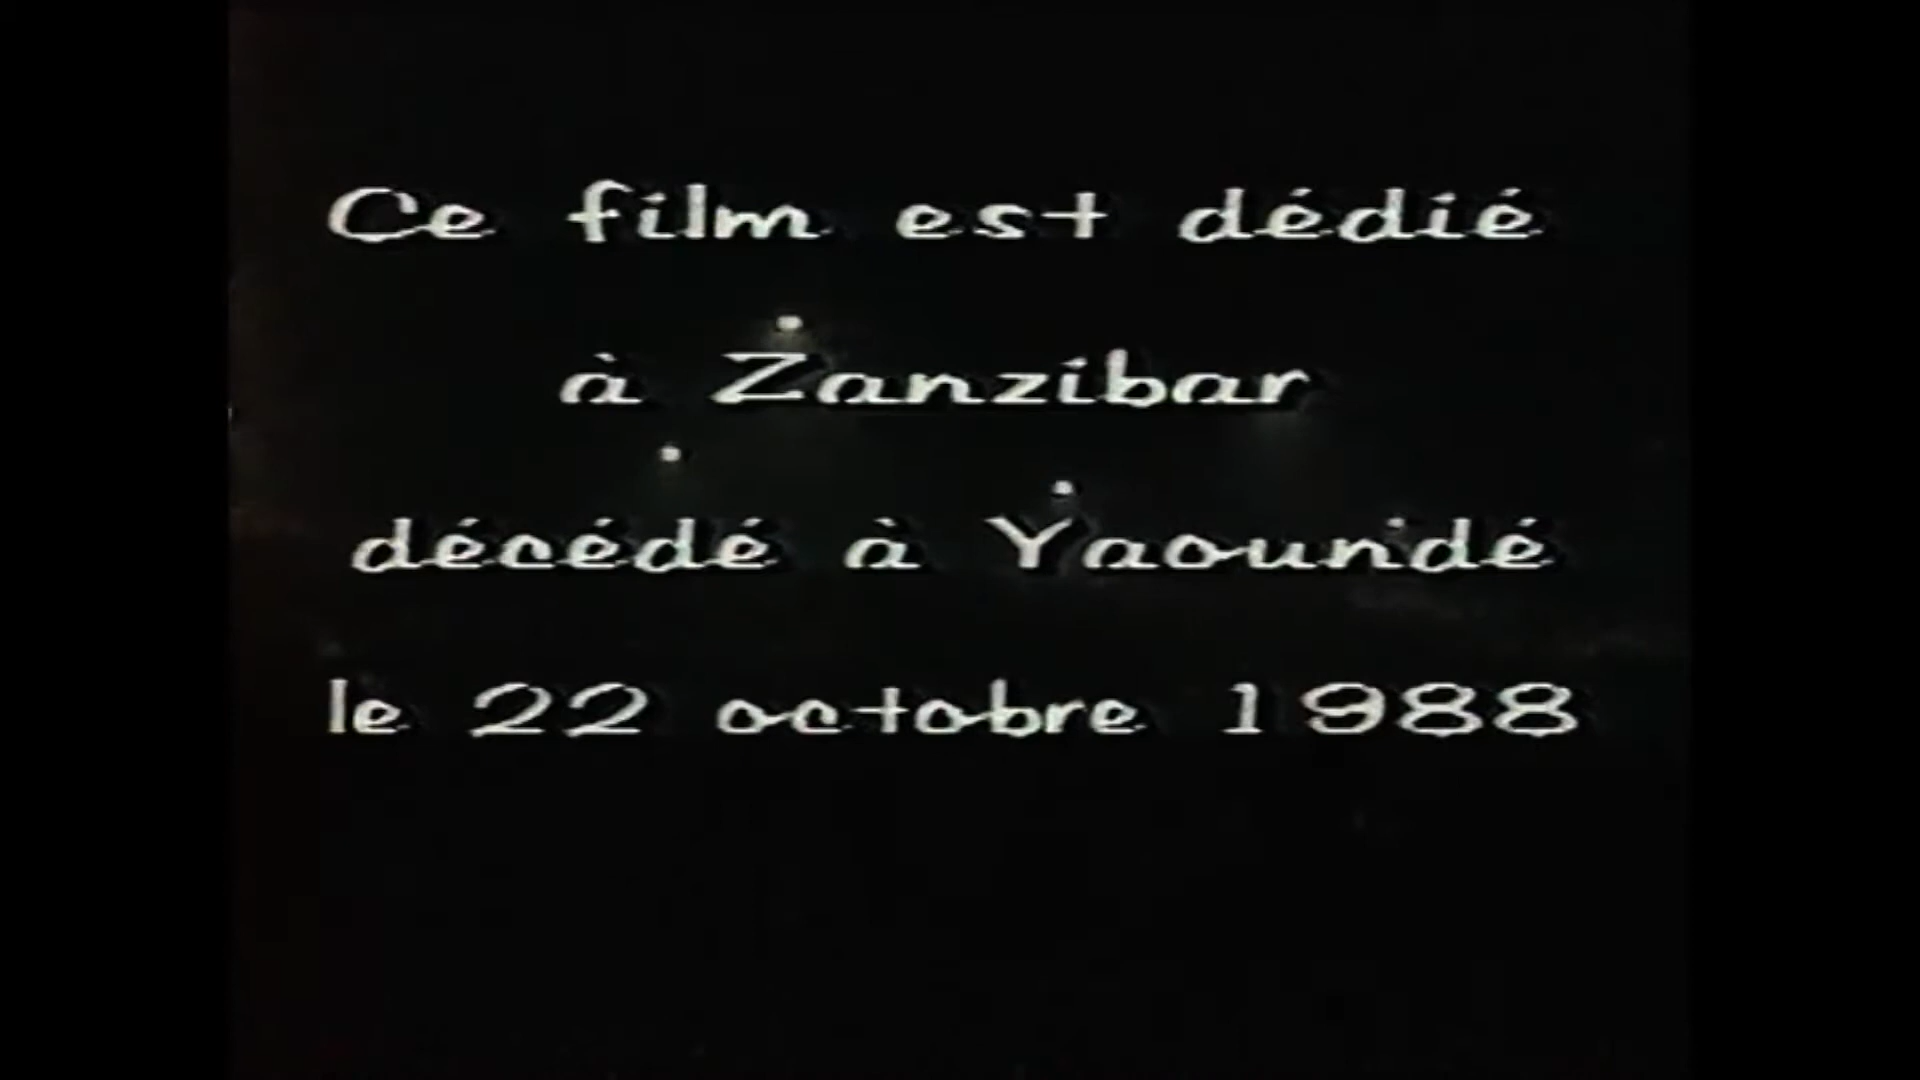 Ce film est dédié
à Zanzibar
décédé à Yaoundé
le 22 octobre 1988